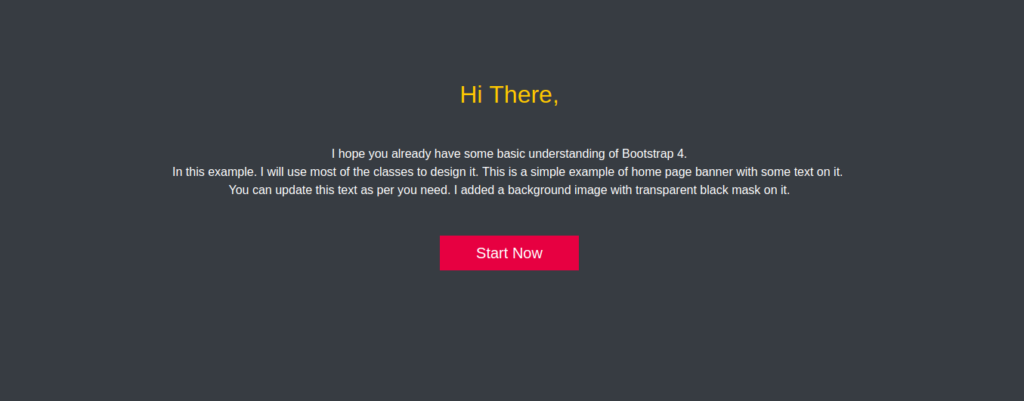 Hi There,
I hope you already have some basic understanding of Bootstrap 4.
In this example. I will use most of the classes to design it. This is a simple example of home page banner with some text on it.
You can update this text as per you need. I added a background image with transparent black mask on it.
Start Now